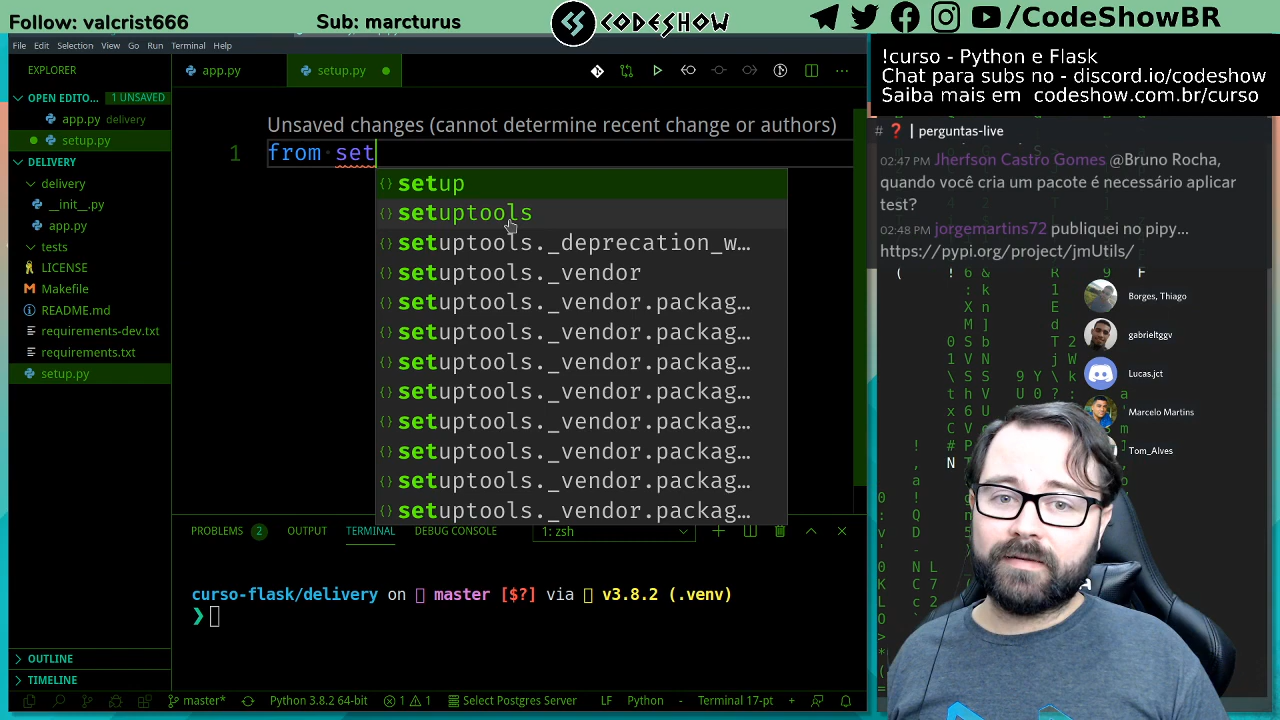 Follow: valcrist666
Sub: marcturus
CODESHOW
/CodeShowBR
File Edit Selection View Go Run Terminal Help
EXPLORER
OPEN EDITO... 1 UNSAVED
app.py delivery
setup.py
DELIVERY
delivery
__init__.py
app.py
tests
LICENSE
Makefile
README.md
requirements-dev.txt
requirements.txt
setup.py
OUTLINE
TIMELINE
app.py
setup.py
Unsaved changes (cannot determine recent change or authors)
1 from set
setup
setuptools
setuptools._deprecation_w…
setuptools._vendor
setuptools._vendor.packag…
setuptools._vendor.packag…
setuptools._vendor.packag…
setuptools._vendor.packag…
setuptools._vendor.packag…
setuptools._vendor.packag…
setuptools._vendor.packag…
setuptools._vendor.packag…
PROBLEMS 2 OUTPUT TERMINAL DEBUG CONSOLE 1: zsh
curso-flask/delivery on master [$?] via v3.8.2 (.venv)
❯
master* Python 3.8.2 64-bit 1 1 Select Postgres Server LF Python - Terminal 17-pt +
!curso - Python e Flask
Chat para subs no - discord.io/codeshow
Saiba mais em codeshow.com.br/curso
# ❓ | perguntas-live
02:47 PM Jherfson Castro Gomes @Bruno Rocha,
quando você cria um pacote é necessário aplicar
test?
02:48 PM jorgemartins72 publiquei no pipy...
https://pypi.org/project/jmUtils/
Borges, Thiago
gabrieltggv
Lucas.jct
Marcelo Martins
Tom_Alves